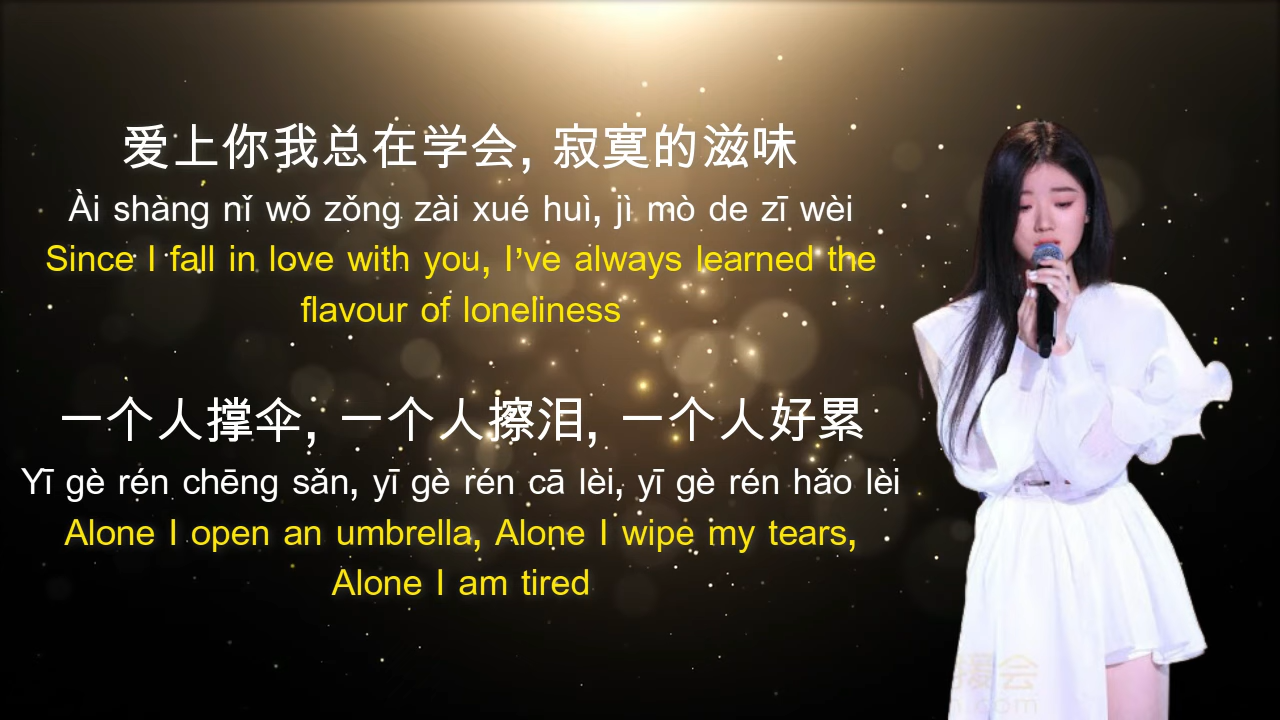 爱上你我总在学会, 寂寞的滋味
Ài shàng nǐ wǒ zǒng zài xué huì, jì mò de zī wèi
Since I fall in love with you, I've always learned the
flavour of loneliness
一个人撑伞, 一个人擦泪, 一个人好累
Yī gè rén chēng sǎn, yī gè rén cā lèi, yī gè rén hǎo lèi
Alone I open an umbrella, Alone I wipe my tears,
Alone I am tired
援会
n.com